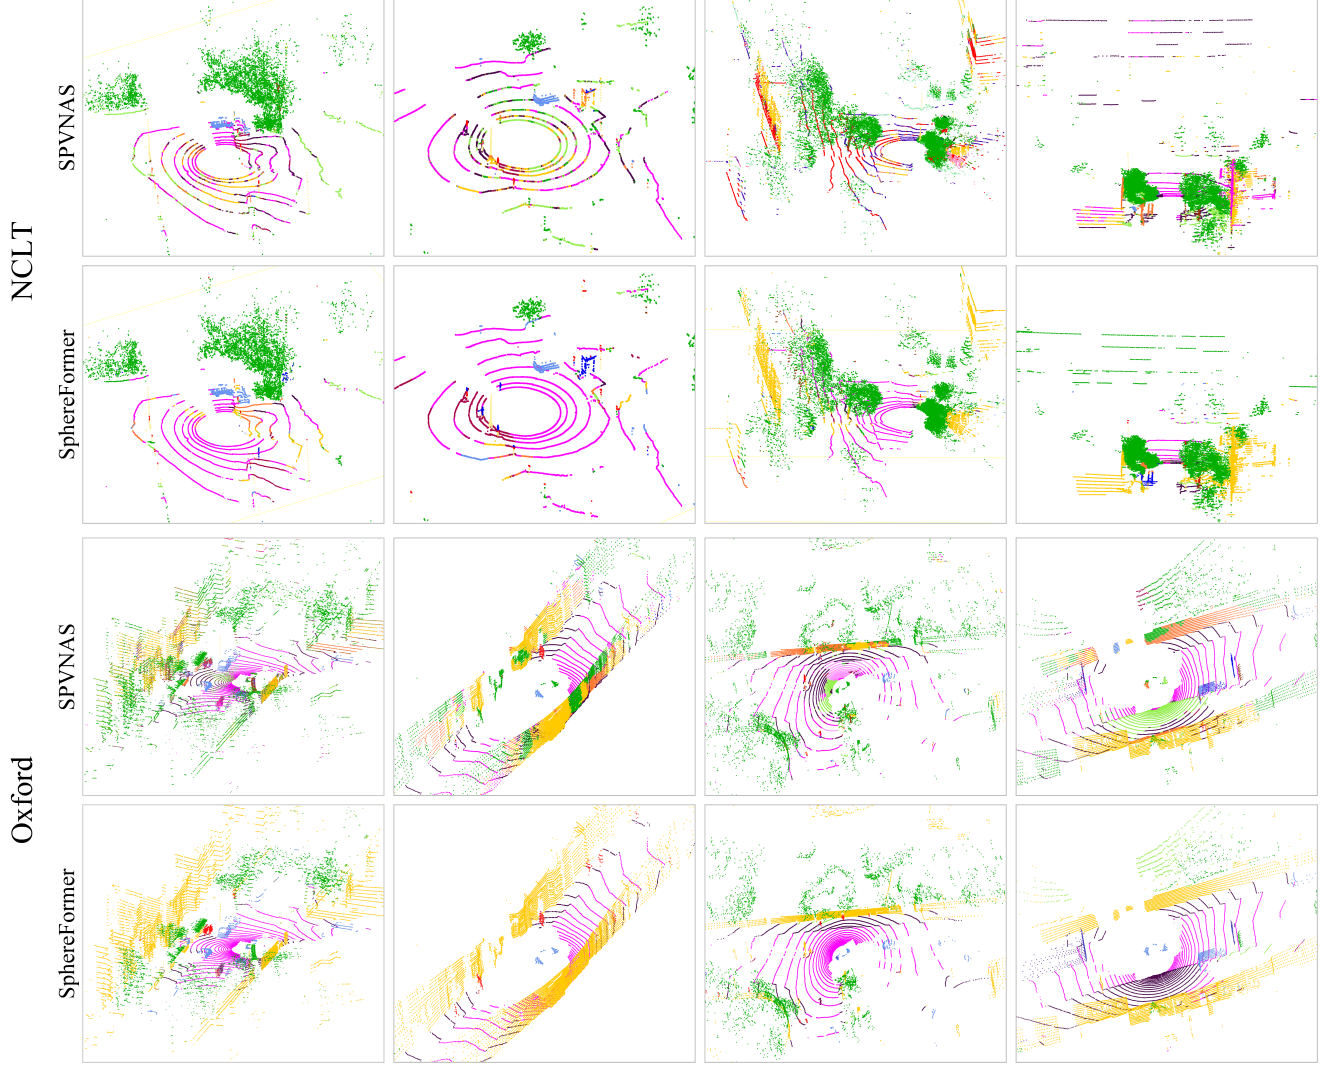 NCLT
SPVNAS
SphereFormer
Oxford
SPVNAS
SphereFormer